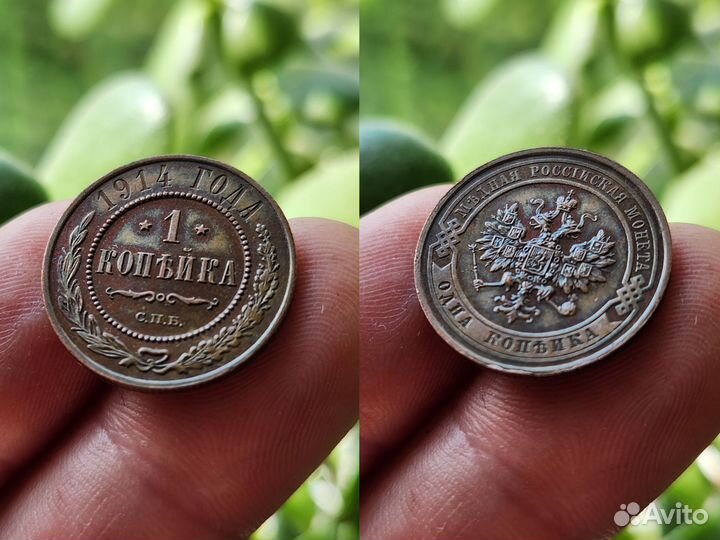 1914 ГОДА
★ 1 ★
КОПѢЙКА
С.П.Б.
МѢДНАЯ РОССІЙСКАЯ МОНЕТА
ОДНА КОПѢЙКА
Avito